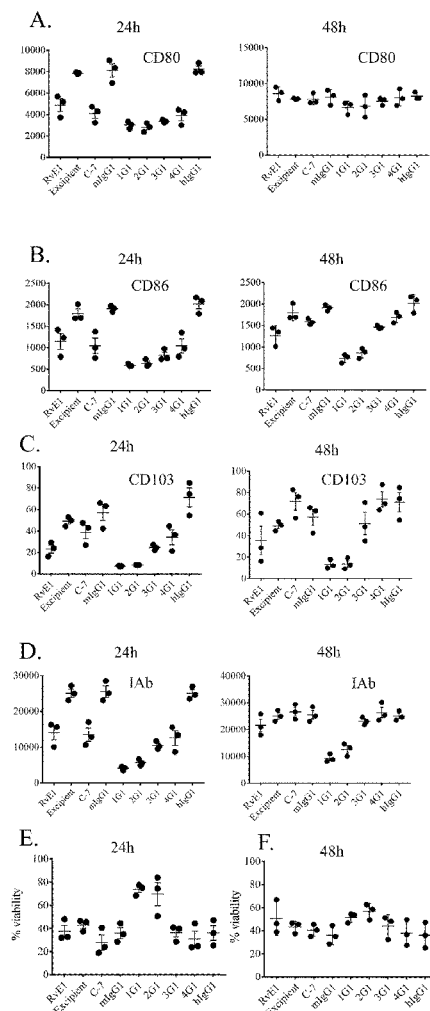 A.
24h
48h
CD80
CD80
10000
8000
6000
4000
2000
0
15000
10000
5000
0
RvE1
Excipient
C-7
mIgG1
1G1
2G1
3G1
4G1
hIgG1
RvE1
Excipient
C-7
mIgG1
1G1
2G1
3G1
4G1
hIgG1
B.
24h
48h
CD86
CD86
2500
2000
1500
1000
500
0
2500
2000
1500
1000
500
0
RvE1
Excipient
C-7
mIgG1
1G1
2G1
3G1
4G1
hIgG1
RvE1
Excipient
C-7
mIgG1
1G1
2G1
3G1
4G1
hIgG1
C.
24h
48h
CD103
CD103
100
80
60
40
20
0
100
80
60
40
20
0
RvE1
Excipient
C-7
mIgG1
1G1
2G1
3G1
4G1
hIgG1
RvE1
Excipient
C-7
mIgG1
1G1
2G1
3G1
4G1
hIgG1
D.
24h
48h
IAb
IAb
30000
20000
10000
0
40000
30000
20000
10000
0
RvE1
Excipient
C-7
mIgG1
1G1
2G1
3G1
4G1
hIgG1
RvE1
Excipient
C-7
mIgG1
1G1
2G1
3G1
4G1
hIgG1
E.
24h
F.
48h
% viability
100
80
60
40
20
0
% viability
100
80
60
40
20
0
RvE1
Excipient
C-7
mIgG1
1G1
2G1
3G1
4G1
hIgG1
RvE1
Excipient
C-7
mIgG1
1G1
2G1
3G1
4G1
hIgG1